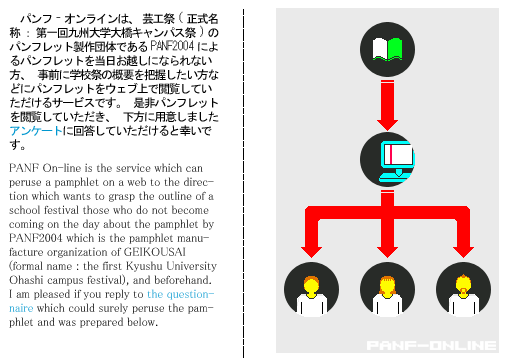 パンフ‐オンラインは、芸工祭 ( 正式名
称 : 第一回九州大学大橋キャンパス祭 ) の
パンフレット製作団体である PANF2004 によ
るパンフレットを当日お越しになられない
方、 事前に学校祭の概要を把握したい方な
どにパンフレットをウェブ上で閲覧してい
ただけるサービスです。 是非パンフレット
を閲覧していただき、 下方に用意しました
アンケートに回答していただけると幸いで
す。
PANF On-line is the service which can
peruse a pamphlet on a web to the direc-
tion which wants to grasp the outline of a
school festival those who do not become
coming on the day about the pamphlet by
PANF2004 which is the pamphlet manu-
facture organization of GEIKOUSAI
(formal name : the first Kyushu University
Ohashi campus festival), and beforehand.
I am pleased if you reply to the question-
naire which could surely peruse the pam-
phlet and was prepared below.
PANF-ONLINE